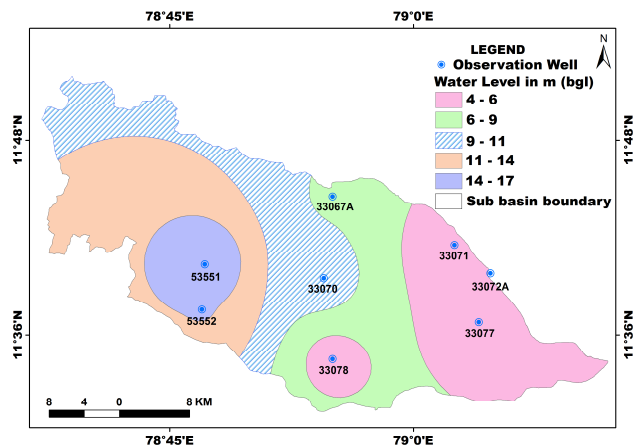 78°45'E 79°0'E
N
LEGEND
Observation Well
Water Level in m (bgl)
4 - 6
6 - 9
9 - 11
11 - 14
14 - 17
Sub basin boundary
11°48'N 11°48'N
33067A
33071
53551
33070
33072A
53552
33077
11°36'N 11°36'N
33078
8 4 0 8 KM
78°45'E 79°0'E